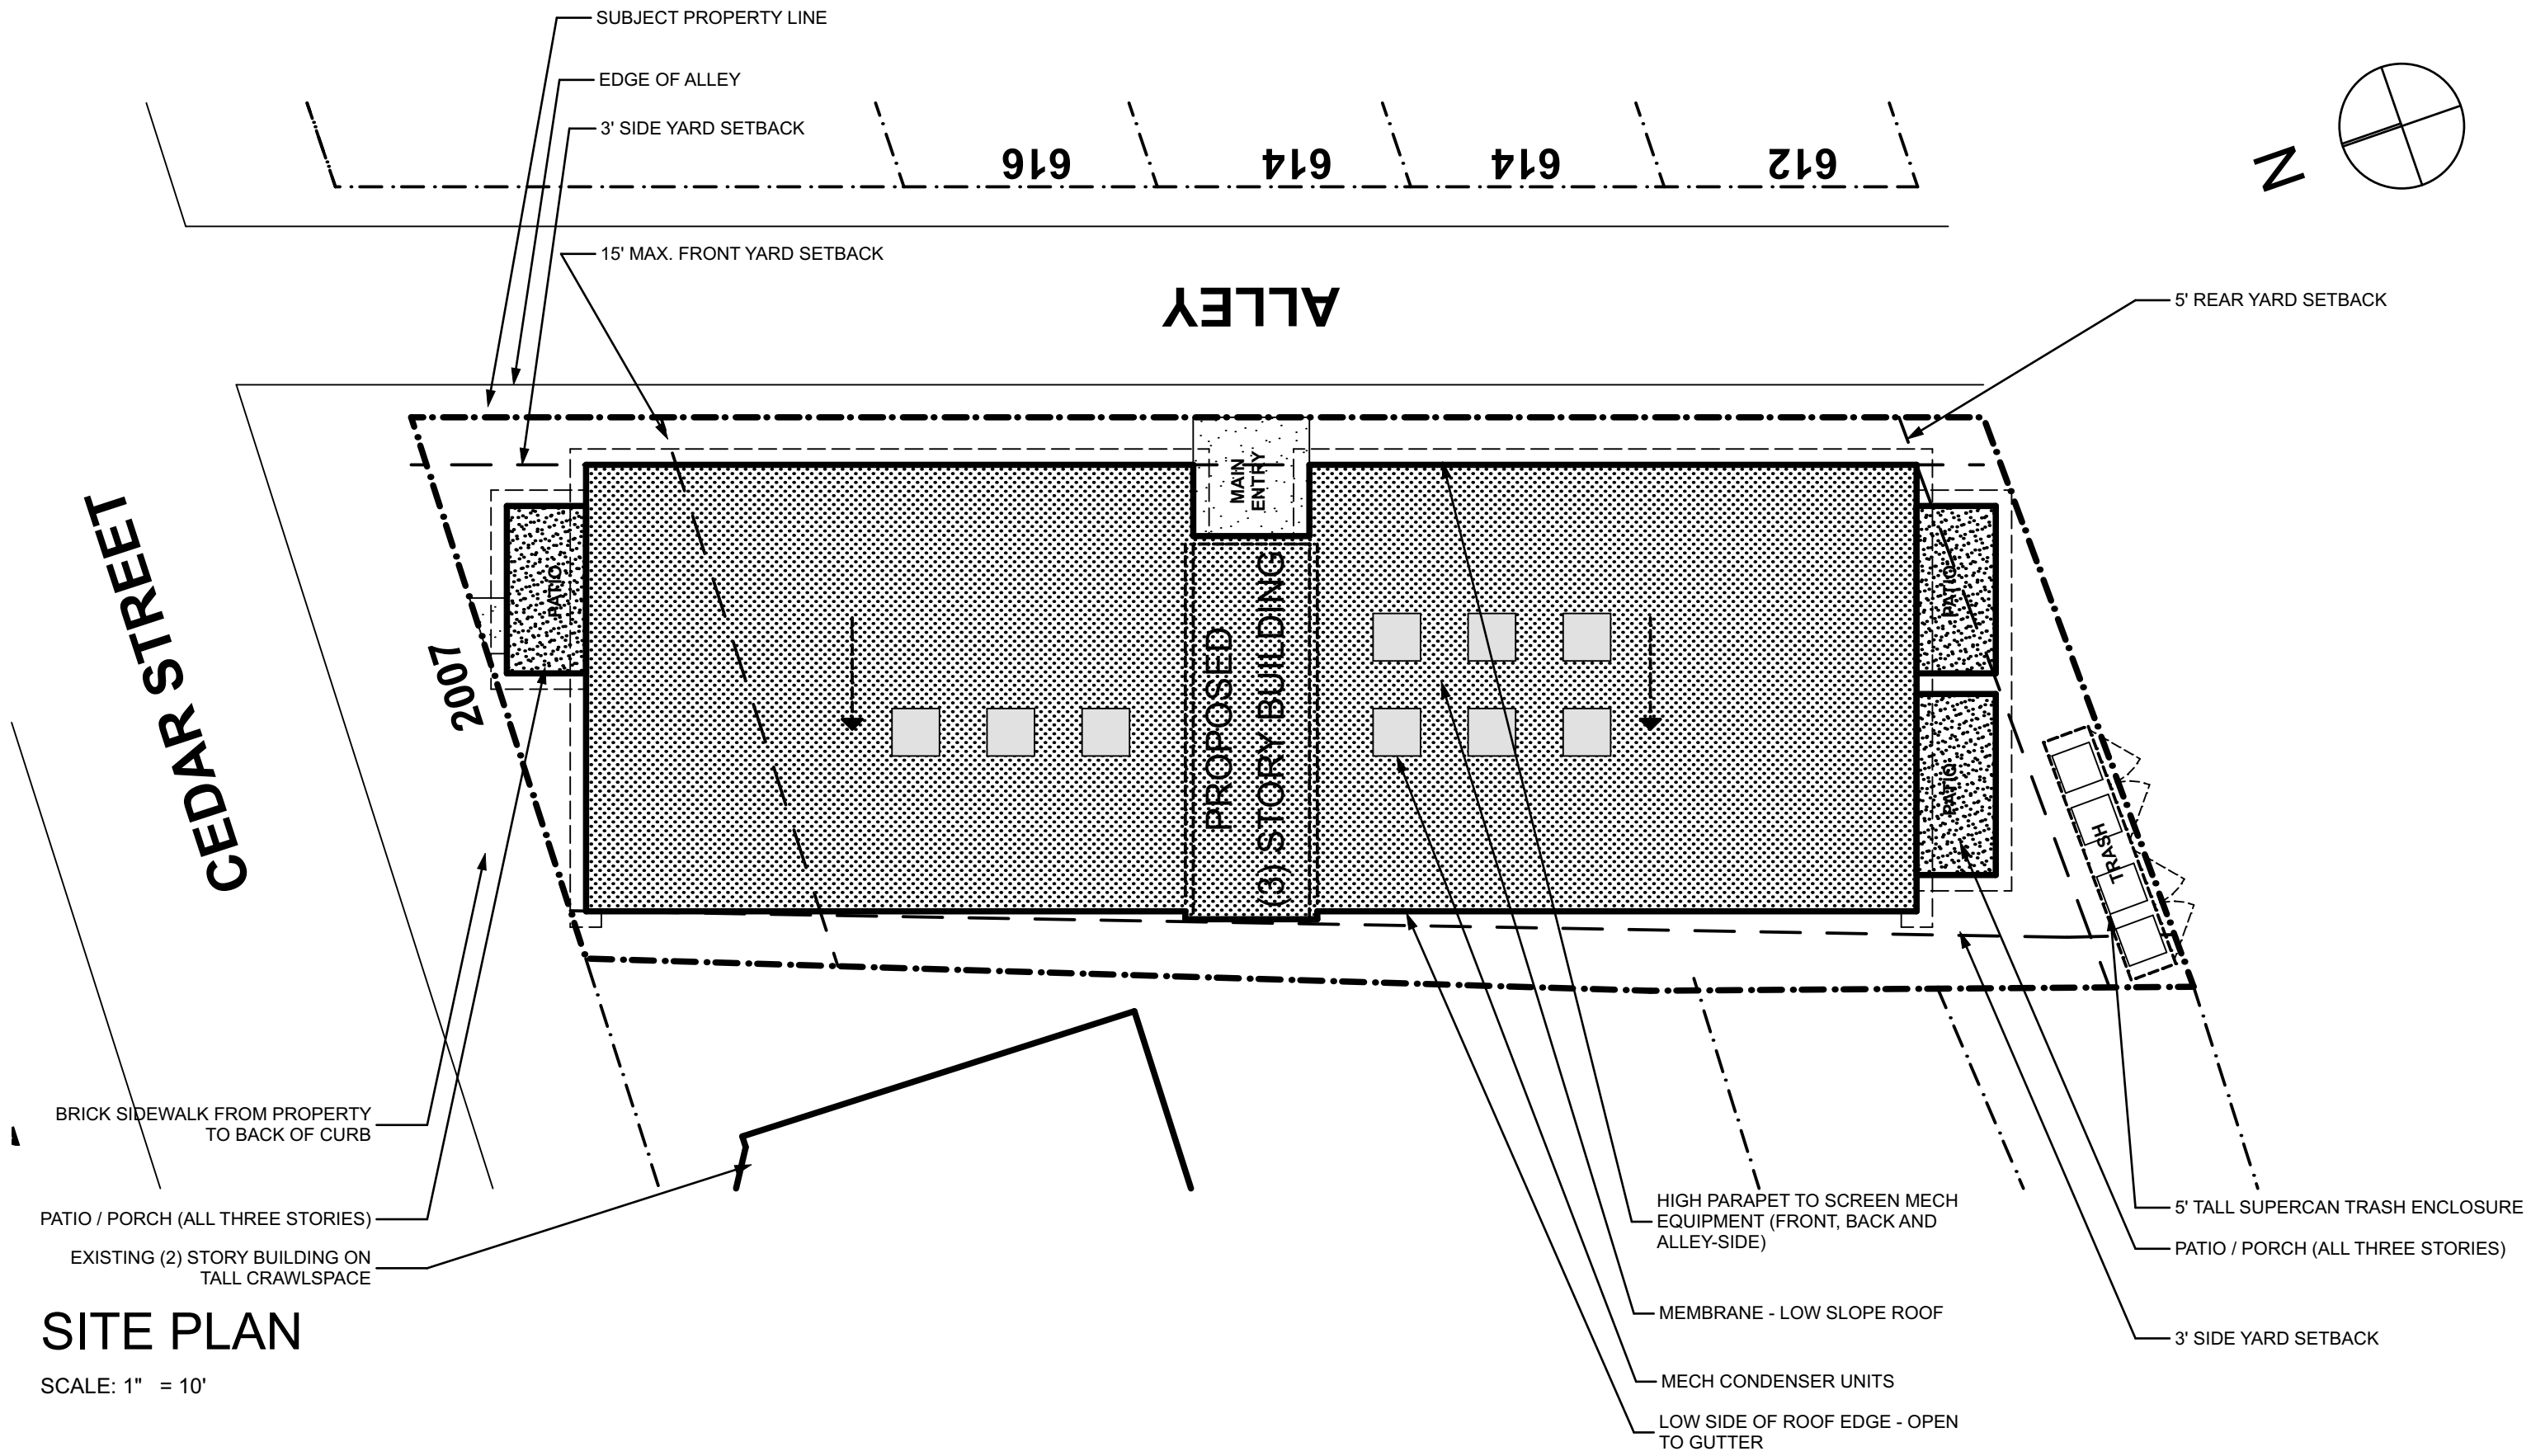 SUBJECT PROPERTY LINE
EDGE OF ALLEY
3' SIDE YARD SETBACK
616
614
614
612
N
15' MAX. FRONT YARD SETBACK
ALLEY
5' REAR YARD SETBACK
CEDAR STREET
2007
PATIO
MAIN
ENTRY
PROPOSED
(3) STORY BUILDING
PATIO
PATIO
TRASH
BRICK SIDEWALK FROM PROPERTY
TO BACK OF CURB
PATIO / PORCH (ALL THREE STORIES)
EXISTING (2) STORY BUILDING ON
TALL CRAWLSPACE
HIGH PARAPET TO SCREEN MECH
EQUIPMENT (FRONT, BACK AND
ALLEY-SIDE)
MEMBRANE - LOW SLOPE ROOF
MECH CONDENSER UNITS
LOW SIDE OF ROOF EDGE - OPEN
TO GUTTER
5' TALL SUPERCAN TRASH ENCLOSURE
PATIO / PORCH (ALL THREE STORIES)
3' SIDE YARD SETBACK
SITE PLAN
SCALE: 1" = 10'